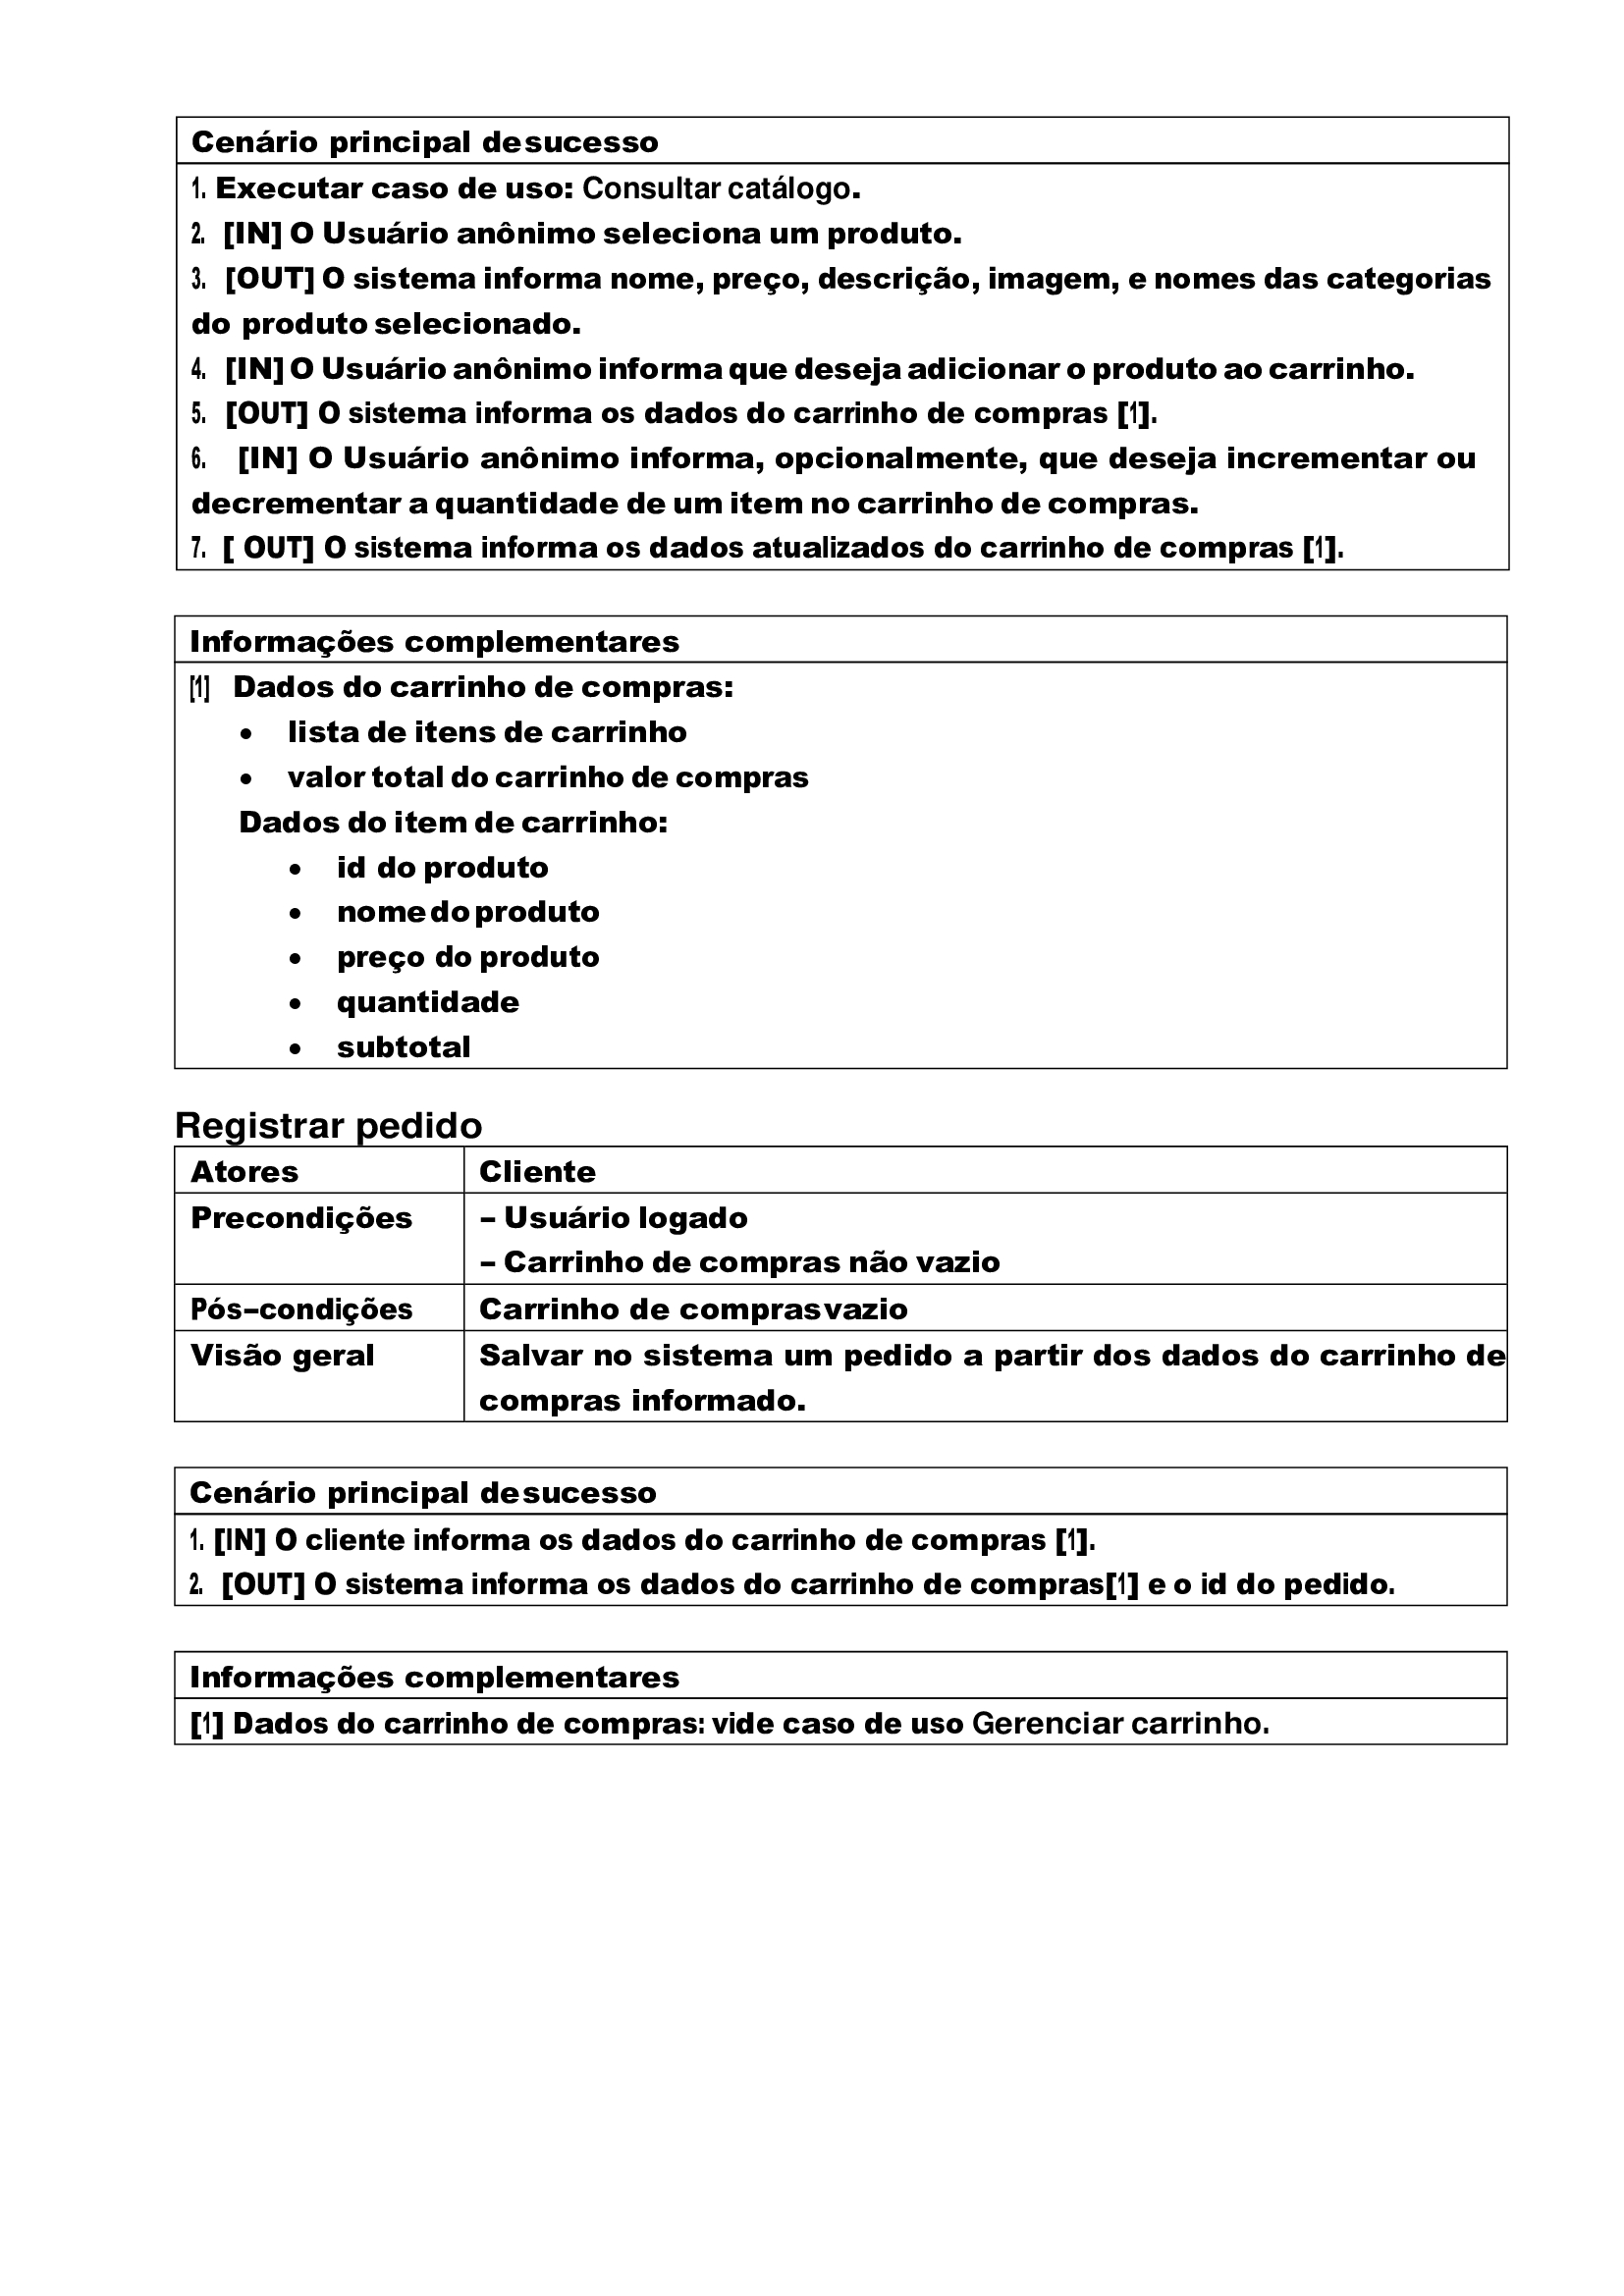 Cenário principal de sucesso
1. Executar caso de uso: Consultar catálogo.
2. [IN] O Usuário anônimo seleciona um produto.
3. [OUT] O sistema informa nome, preço, descrição, imagem, e nomes das categorias
do produto selecionado.
4. [IN] O Usuário anônimo informa que deseja adicionar o produto ao carrinho.
5. [OUT] O sistema informa os dados do carrinho de compras [1].
6. [IN] O Usuário anônimo informa, opcionalmente, que deseja incrementar ou
decrementar a quantidade de um item no carrinho de compras.
7. [ OUT] O sistema informa os dados atualizados do carrinho de compras [1].
Informações complementares
[1] Dados do carrinho de compras:
• lista de itens de carrinho
• valor total do carrinho de compras
Dados do item de carrinho:
• id do produto
• nome do produto
• preço do produto
• quantidade
• subtotal
Registrar pedido
Atores Cliente
Precondições – Usuário logado
– Carrinho de compras não vazio
Pós-condições Carrinho de compras vazio
Visão geral Salvar no sistema um pedido a partir dos dados do carrinho de
compras informado.
Cenário principal de sucesso
1. [IN] O cliente informa os dados do carrinho de compras [1].
2. [OUT] O sistema informa os dados do carrinho de compras[1] e o id do pedido.
Informações complementares
[1] Dados do carrinho de compras: vide caso de uso Gerenciar carrinho.